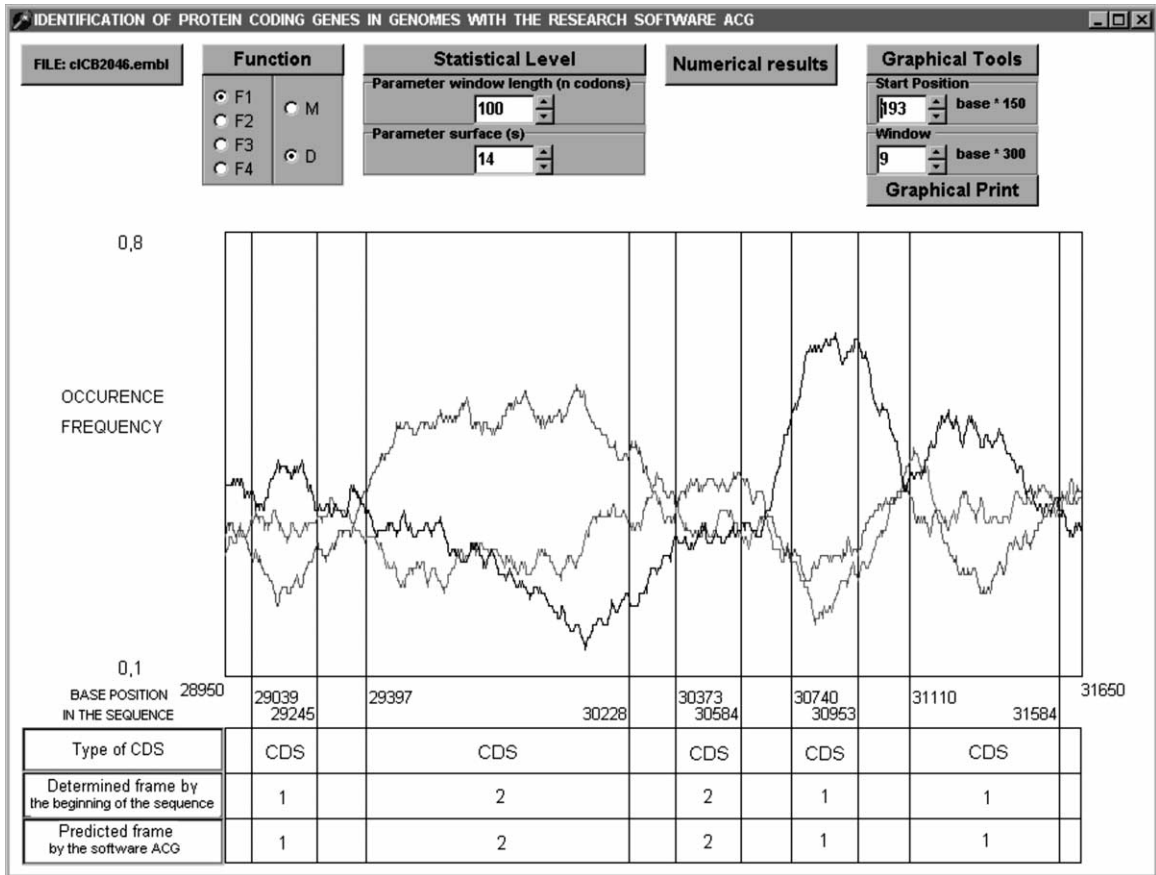 IDENTIFICATION OF PROTEIN CODING GENES IN GENOMES WITH THE RESEARCH SOFTWARE ACG
FILE: cICB2046.embl
Function
F1
F2
F3
F4
M
D
Statistical Level
Parameter window length (n codons)
100
Parameter surface (s)
14
Numerical results
Graphical Tools
Start Position
193 base * 150
Window
9 base * 300
Graphical Print
0,8
OCCURENCE
FREQUENCY
0,1
BASE POSITION
IN THE SEQUENCE
28950 29039 29397 30373 30740 31110 31650
29245 30228 30584 30953 31584
Type of CDS CDS CDS CDS CDS CDS
Determined frame by
the beginning of the sequence
1 2 2 1 1
Predicted frame
by the software ACG
1 2 2 1 1